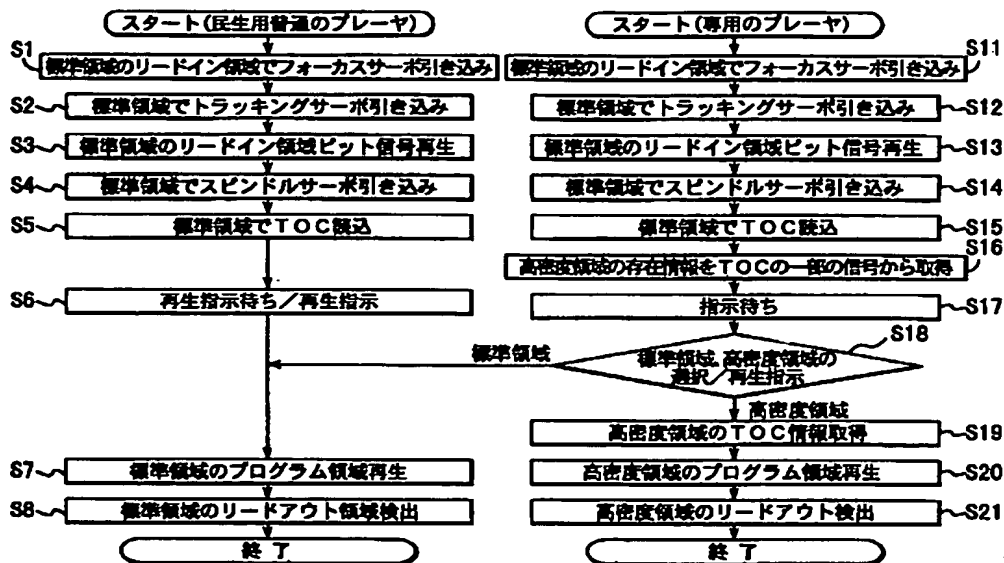 スタート(民生用普通のプレーヤ)
S1
標準領域のリードイン領域でフォーカスサーボ引き込み
S2
標準領域でトラッキングサーボ引き込み
S3
標準領域のリードイン領域ピット信号再生
S4
標準領域でスピンドルサーボ引き込み
S5
標準領域でTOC読込
S6
再生指示待ち/再生指示
S7
標準領域のプログラム領域再生
S8
標準領域のリードアウト領域検出
終了
スタート(専用のプレーヤ)
S11
標準領域のリードイン領域でフォーカスサーボ引き込み
S12
標準領域でトラッキングサーボ引き込み
S13
標準領域のリードイン領域ピット信号再生
S14
標準領域でスピンドルサーボ引き込み
S15
標準領域でTOC読込
S16
高密度領域の存在情報をTOCの一部の信号から取得
S17
指示待ち
S18
標準領域、高密度領域の
選択/再生指示
標準領域
高密度領域
S19
高密度領域のTOC情報取得
S20
高密度領域のプログラム領域再生
S21
高密度領域のリードアウト検出
終了